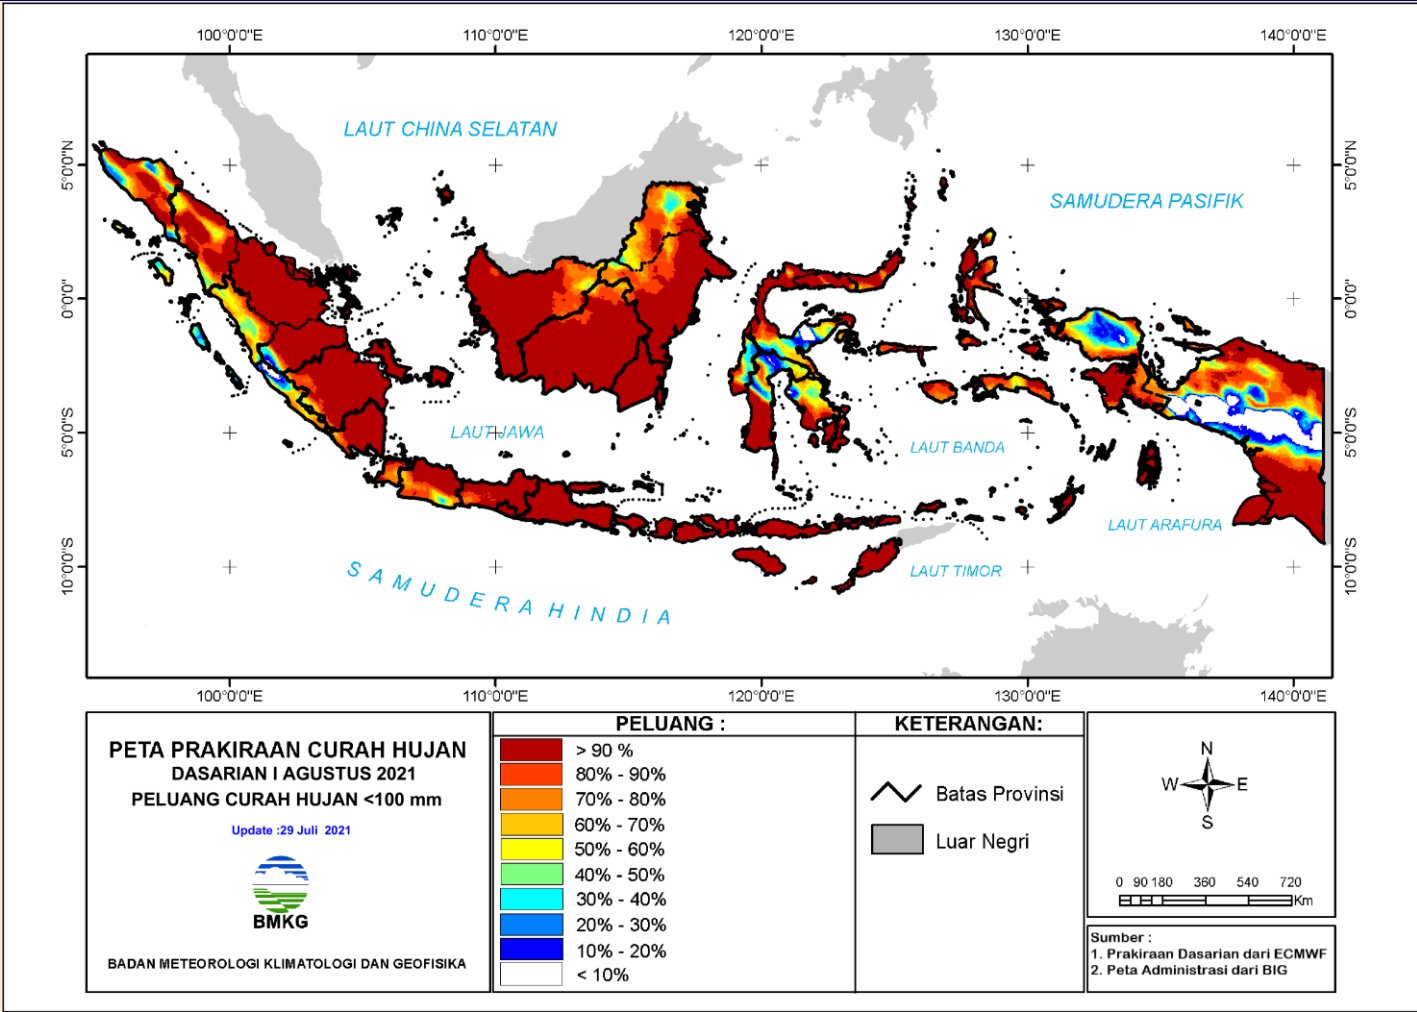 100°0'0"E 110°0'0"E 120°0'0"E 130°0'0"E 140°0'0"E
LAUT CHINA SELATAN
5°0'0"N
5°0'0"N
SAMUDERA PASIFIK
0°0'0"
0°0'0"
LAUT JAWA
5°0'0"S
5°0'0"S
LAUT BANDA
LAUT ARAFURA
10°0'0"S
10°0'0"S
LAUT TIMOR
SAMUDERA HINDIA
100°0'0"E 110°0'0"E 120°0'0"E 130°0'0"E 140°0'0"E
PETA PRAKIRAAN CURAH HUJAN
DASARIAN I AGUSTUS 2021
PELUANG CURAH HUJAN <100 mm
Update :29 Juli 2021
BMKG
BADAN METEOROLOGI KLIMATOLOGI DAN GEOFISIKA
PELUANG :
> 90 %
80% - 90%
70% - 80%
60% - 70%
50% - 60%
40% - 50%
30% - 40%
20% - 30%
10% - 20%
< 10%
KETERANGAN:
Batas Provinsi
Luar Negri
N
W E
S
0 90 180 360 540 720
Km
Sumber :
1. Prakiraan Dasarian dari ECMWF
2. Peta Administrasi dari BIG